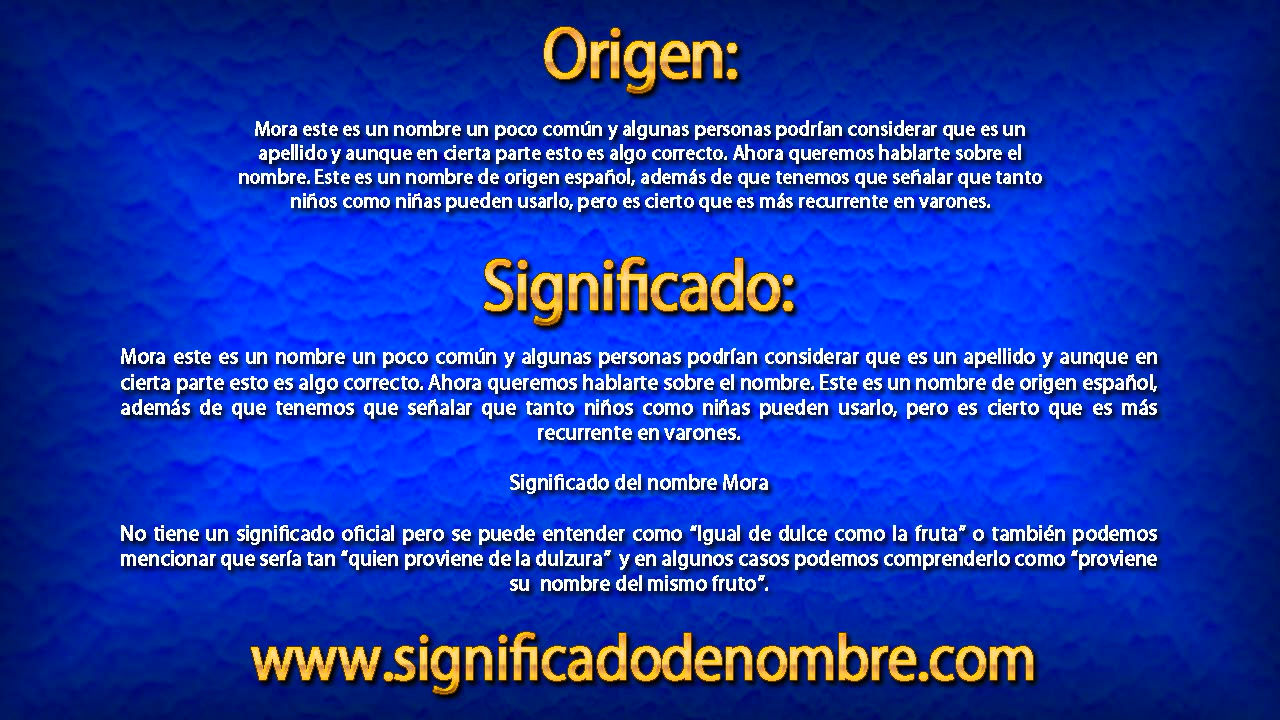 Origen:
Mora este es un nombre un poco común y algunas personas podrían considerar que es un
apellido y aunque en cierta parte esto es algo correcto. Ahora queremos hablarte sobre el
nombre. Este es un nombre de origen español, además de que tenemos que señalar que tanto
niños como niñas pueden usarlo, pero es cierto que es más recurrente en varones.
Significado:
Mora este es un nombre un poco común y algunas personas podrían considerar que es un apellido y aunque en
cierta parte esto es algo correcto. Ahora queremos hablarte sobre el nombre. Este es un nombre de origen español,
además de que tenemos que señalar que tanto niños como niñas pueden usarlo, pero es cierto que es más
recurrente en varones.
Significado del nombre Mora
No tiene un significado oficial pero se puede entender como “Igual de dulce como la fruta” o también podemos
mencionar que sería tan “quien proviene de la dulzura” y en algunos casos podemos comprenderlo como “proviene
su nombre del mismo fruto”.
www.significadodenombre.com